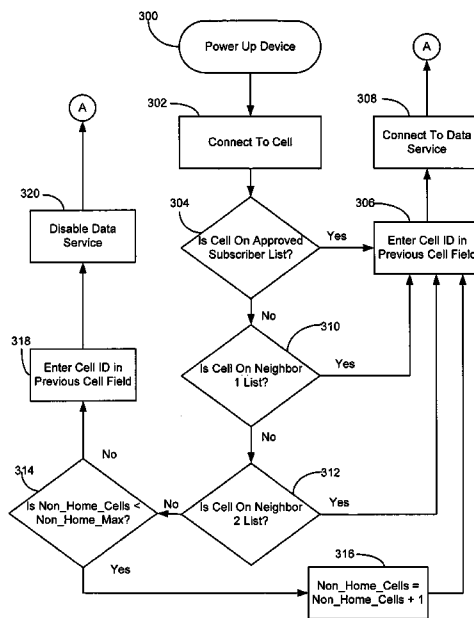 300
Power Up Device
A
302
Connect To Cell
308
Connect To Data
Service
A
320
Disable Data
Service
304
Is Cell On Approved
Subscriber List?
Yes
306
Enter Cell ID in
Previous Cell Field
No
310
Is Cell On Neighbor
1 List?
Yes
318
Enter Cell ID in
Previous Cell Field
No
No
312
Is Cell On Neighbor
2 List?
Yes
314
Is Non_Home_Cells <
Non_Home_Max?
No
Yes
316
Non_Home_Cells =
Non_Home_Cells + 1